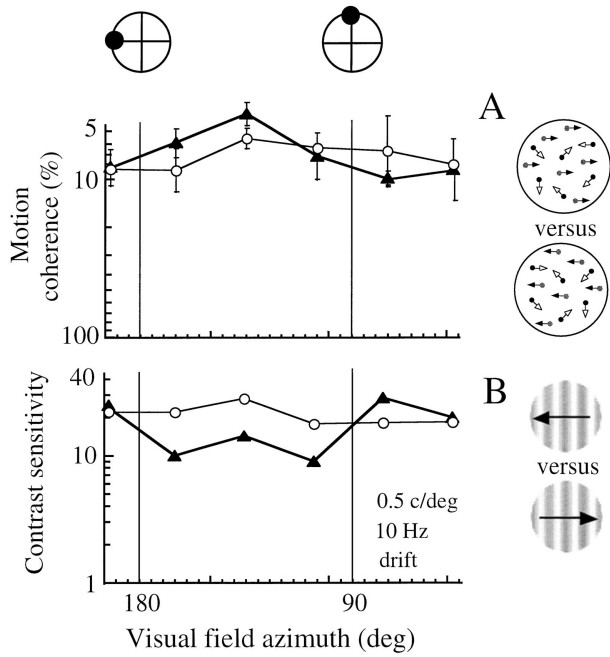 A
5
10
100
Motion
coherence (%)
versus
B
40
10
1
Contrast sensitivity
0.5 c/deg
10 Hz
drift
versus
180
90
Visual field azimuth (deg)